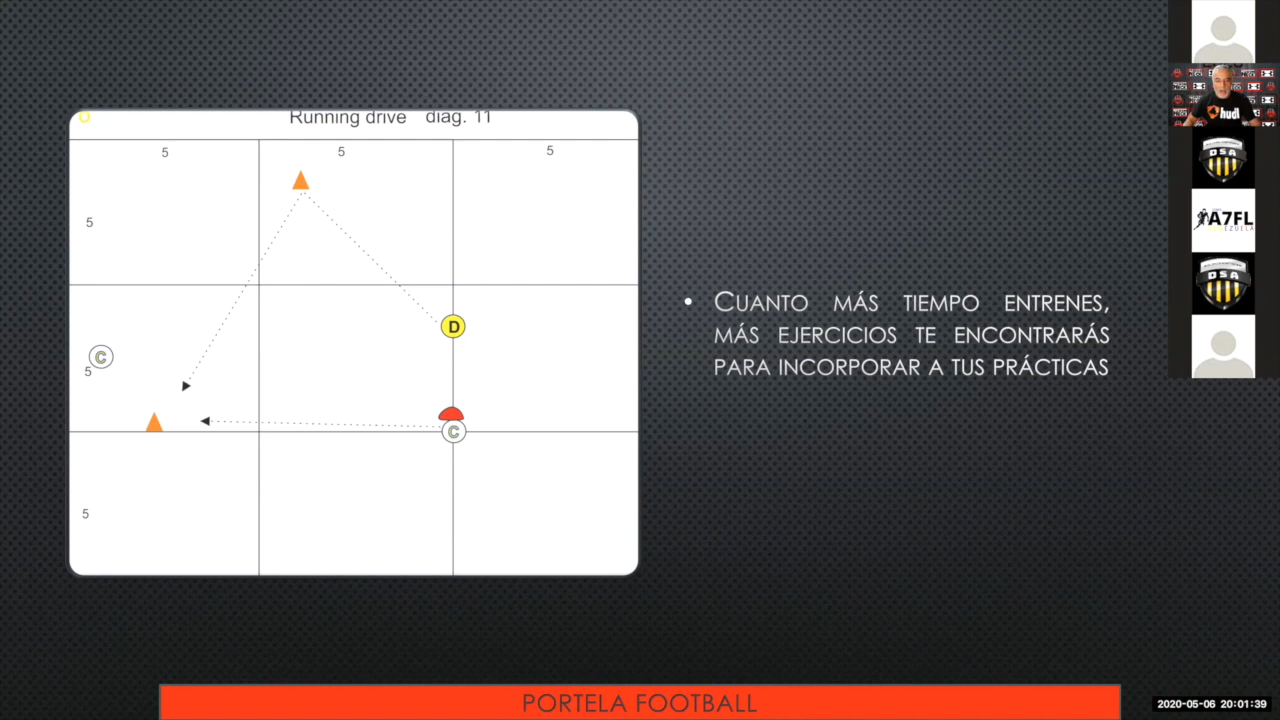 Running drive diag. 11
5 5 5
5
D
C
5
C
5
• CUANTO MÁS TIEMPO ENTRENES,
MÁS EJERCICIOS TE ENCONTRARÁS
PARA INCORPORAR A TUS PRÁCTICAS
PORTELA FOOTBALL
hudl
DSA
A7FL
DSA
2020-05-06 20:01:39